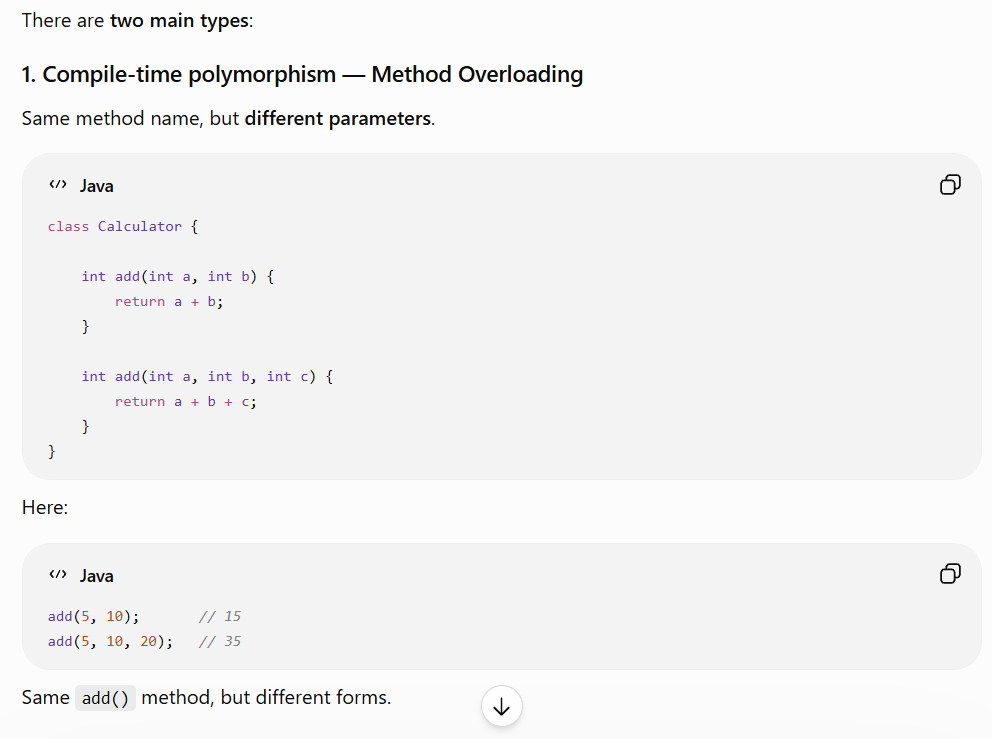 There are two main types:
1. Compile-time polymorphism — Method Overloading
Same method name, but different parameters.
</> Java
class Calculator {
    int add(int a, int b) {
        return a + b;
    }
    int add(int a, int b, int c) {
        return a + b + c;
    }
}
Here:
</> Java
add(5, 10);       // 15
add(5, 10, 20);   // 35
Same add() method, but different forms.